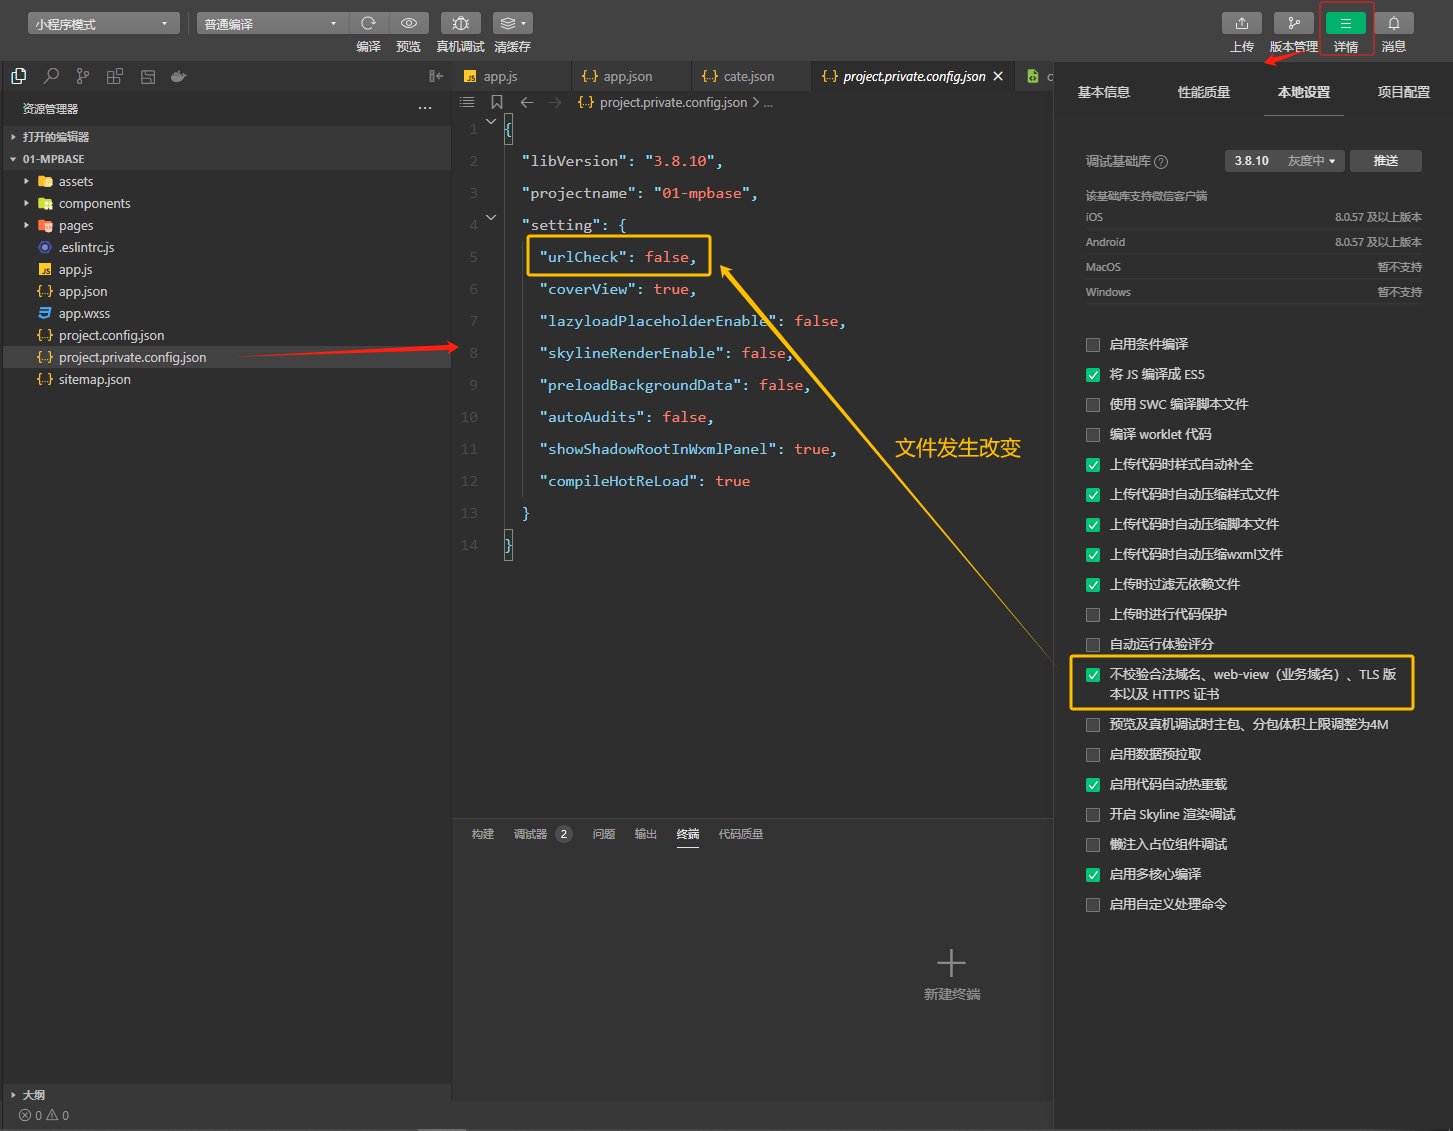 小程序模式
普通编译
编译
预览
真机调试
清缓存
上传
版本管理
详情
消息
资源管理器
打开的编辑器
01-MPBASE
assets
components
pages
.eslintrc.js
app.js
app.json
app.wxss
project.config.json
project.private.config.json
sitemap.json
大纲
0
0
app.js
app.json
cate.json
project.private.config.json
c
project.private.config.json > ...
1 {
2 "libVersion": "3.8.10",
3 "projectname": "01-mpbase",
4 "setting": {
5 "urlCheck": false,
6 "coverView": true,
7 "lazyloadPlaceholderEnable": false,
8 "skylineRenderEnable": false,
9 "preloadBackgroundData": false,
10 "autoAudits": false,
11 "showShadowRootInWxmlPanel": true,
12 "compileHotReLoad": true
13 }
14 }
文件发生改变
构建
调试器 2
问题
输出
终端
代码质量
新建终端
基本信息
性能质量
本地设置
项目配置
调试基础库
3.8.10 灰度中
推送
该基础库支持微信客户端
iOS 8.0.57 及以上版本
Android 8.0.57 及以上版本
MacOS 暂不支持
Windows 暂不支持
启用条件编译
将 JS 编译成 ES5
使用 SWC 编译脚本文件
编译 worklet 代码
上传代码时样式自动补全
上传代码时自动压缩样式文件
上传代码时自动压缩脚本文件
上传代码时自动压缩wxml文件
上传时过滤无依赖文件
上传时进行代码保护
自动运行体验评分
不校验合法域名、web-view（业务域名）、TLS 版
本以及 HTTPS 证书
预览及真机调试时主包、分包体积上限调整为4M
启用数据预拉取
启用代码自动热重载
开启 Skyline 渲染调试
懒注入占位组件调试
启用多核心编译
启用自定义处理命令